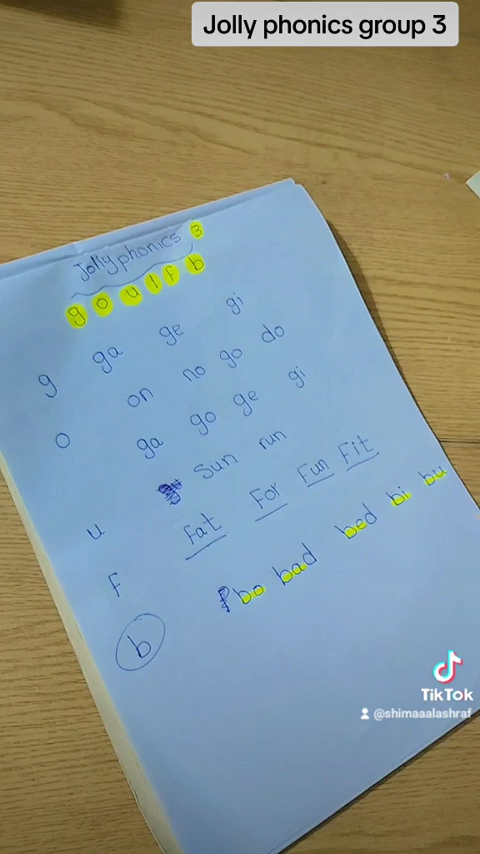 Jolly phonics group 3
Jolly phonics 3
g o u l f b
g ga ge gi
o on no go do
ga go ge gi
u sun run
F Fat For Fun Fit
b bo bad bed bi bu
TikTok
@shimaaalashraf